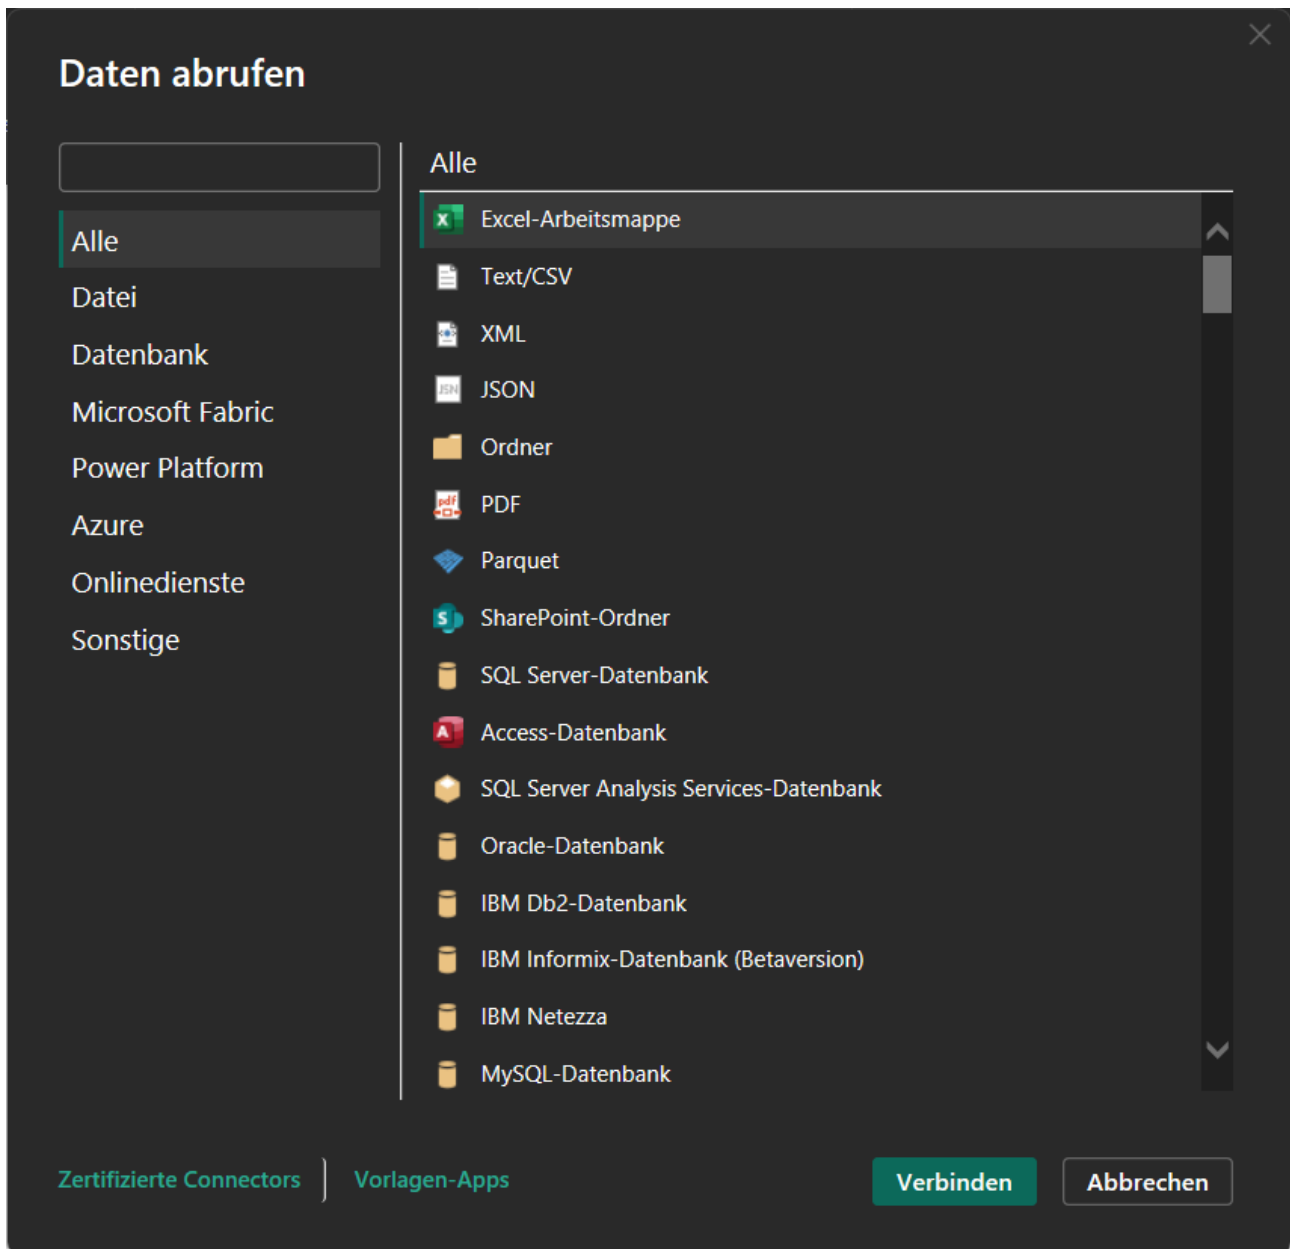 Daten abrufen
Alle
Datei
Datenbank
Microsoft Fabric
Power Platform
Azure
Onlinedienste
Sonstige
Alle
Excel-Arbeitsmappe
Text/CSV
XML
JSON
Ordner
PDF
Parquet
SharePoint-Ordner
SQL Server-Datenbank
Access-Datenbank
SQL Server Analysis Services-Datenbank
Oracle-Datenbank
IBM Db2-Datenbank
IBM Informix-Datenbank (Betaversion)
IBM Netezza
MySQL-Datenbank
Zertifizierte Connectors
Vorlagen-Apps
Verbinden
Abbrechen